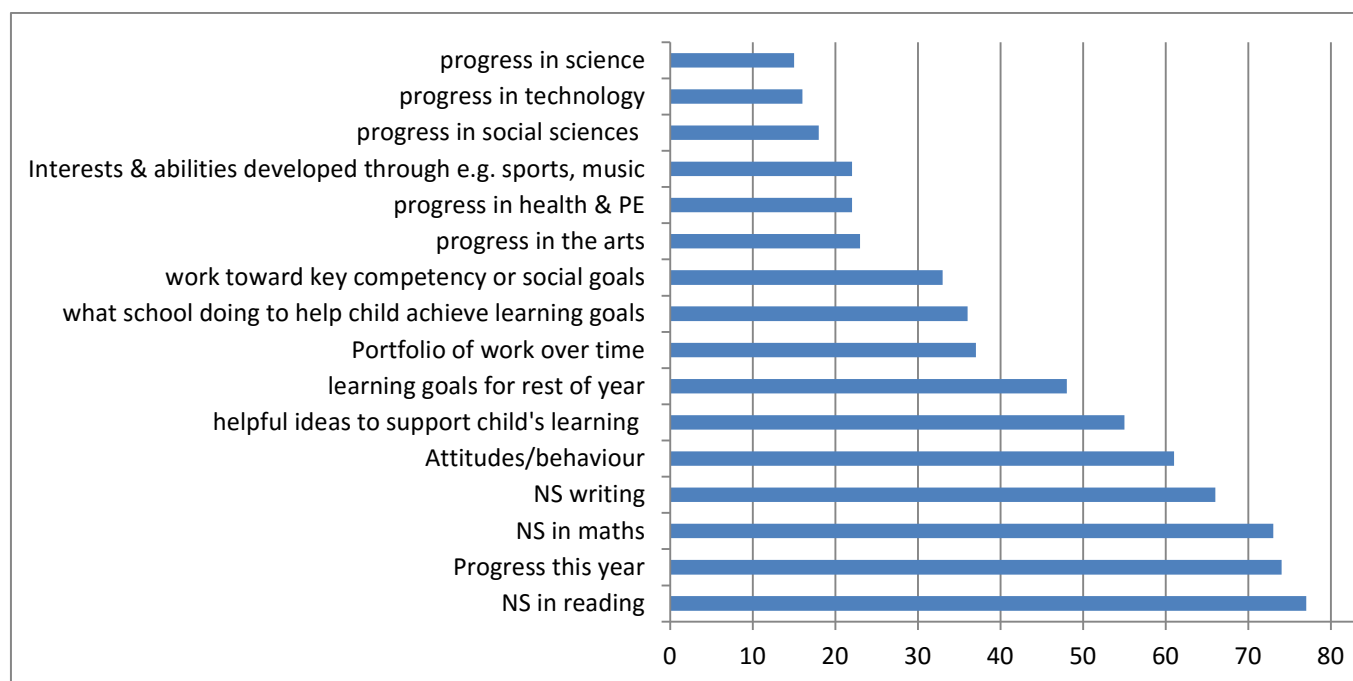 progress in science
progress in technology
progress in social sciences
Interests & abilities developed through e.g. sports, music
progress in health & PE
progress in the arts
work toward key competency or social goals
what school doing to help child achieve learning goals
Portfolio of work over time
learning goals for rest of year
helpful ideas to support child's learning
Attitudes/behaviour
NS writing
NS in maths
Progress this year
NS in reading
0 10 20 30 40 50 60 70 80